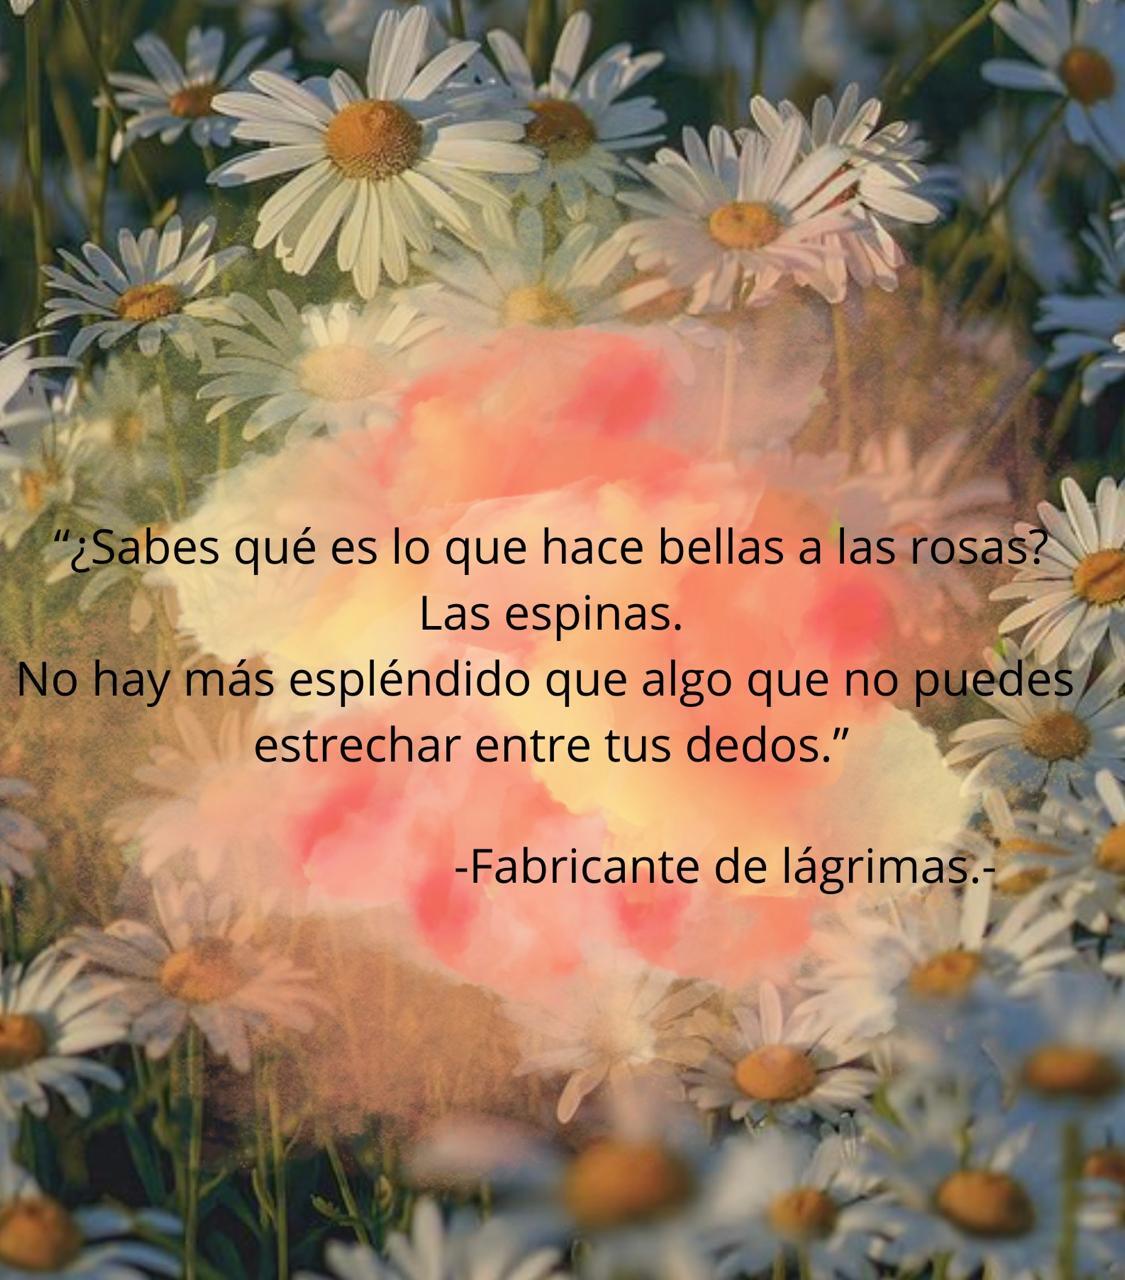 “¿Sabes qué es lo que hace bellas a las rosas?
Las espinas.
No hay más espléndido que algo que no puedes
estrechar entre tus dedos.”
-Fabricante de lágrimas.-